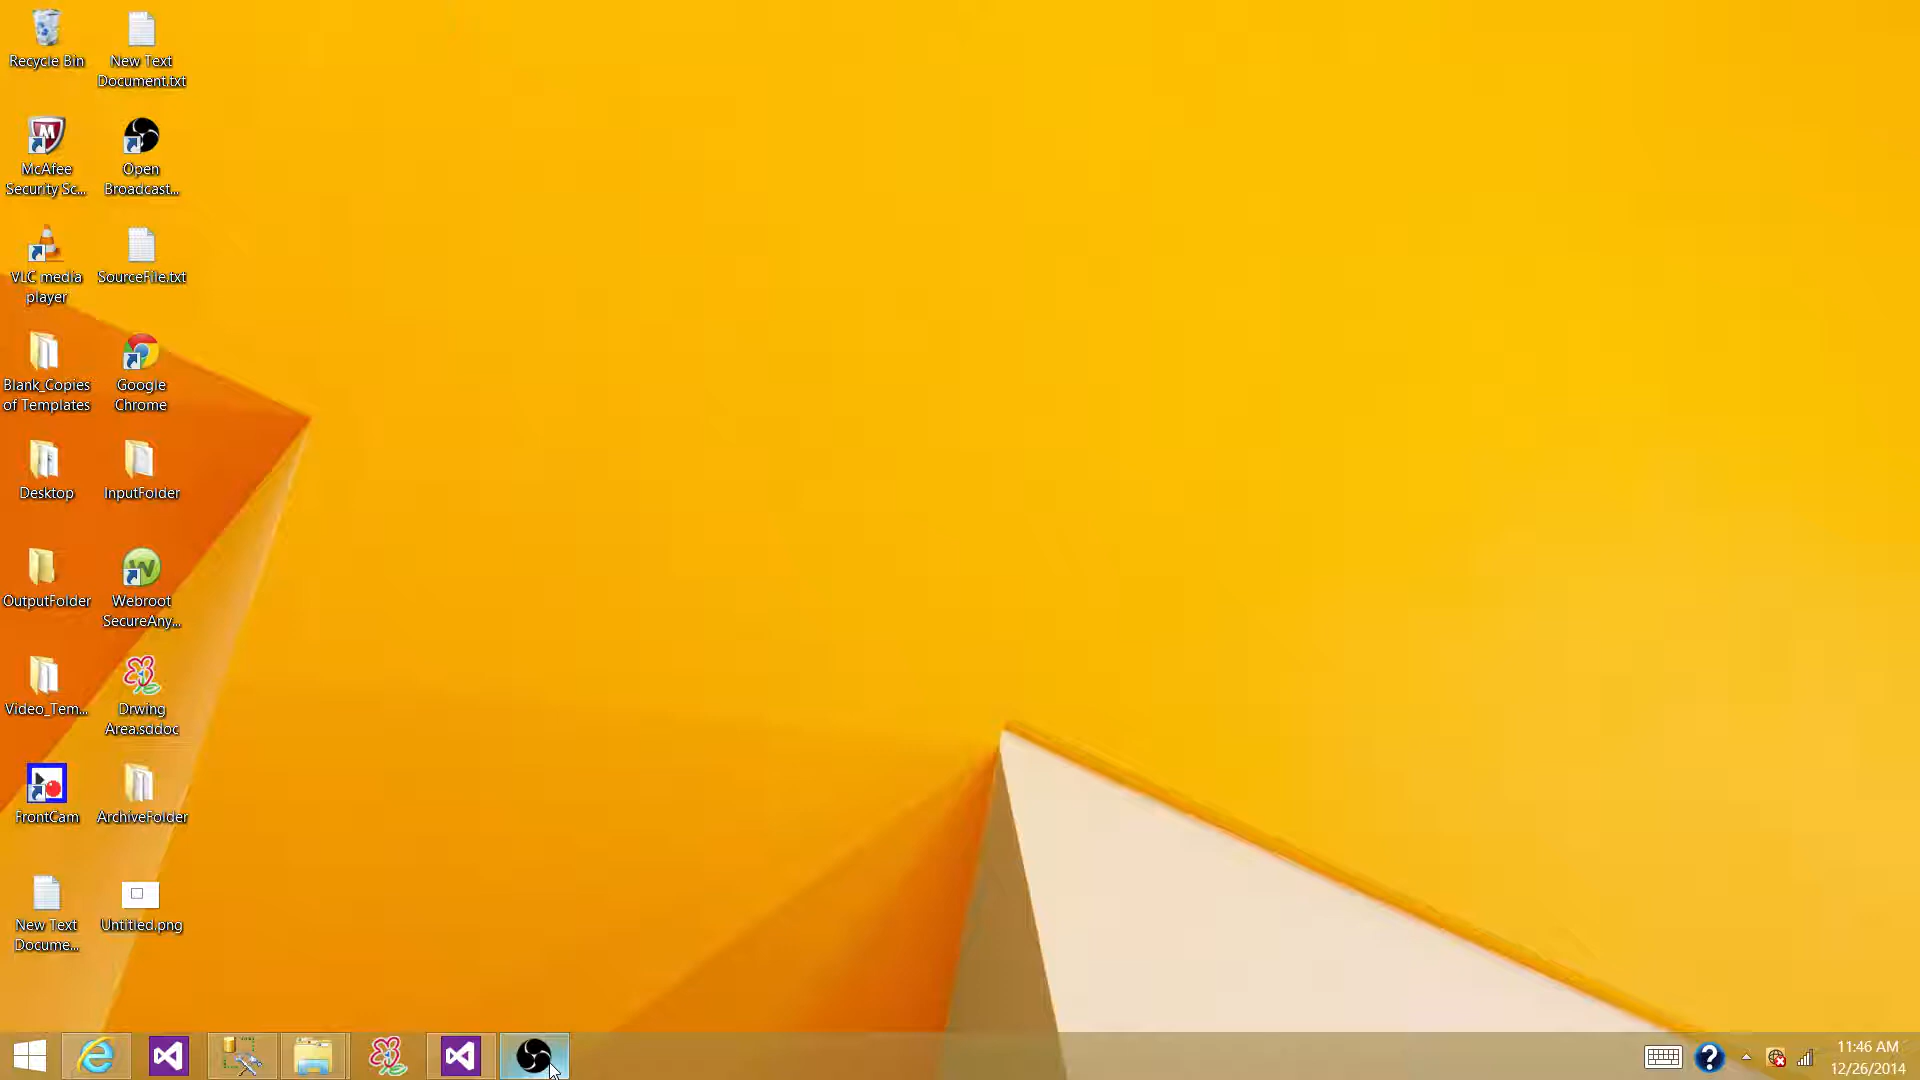 Recycle Bin
New Text
Document.txt
McAfee
Security Sc...
Open
Broadcast...
VLC media
player
SourceFile.txt
Blank_Copies
of Templates
Google
Chrome
Desktop
InputFolder
OutputFolder
Webroot
SecureAny...
Video_Tem...
Drwing
Area.sddoc
FrontCam
ArchiveFolder
New Text
Docume...
Untitled.png
11:46 AM
12/26/2014